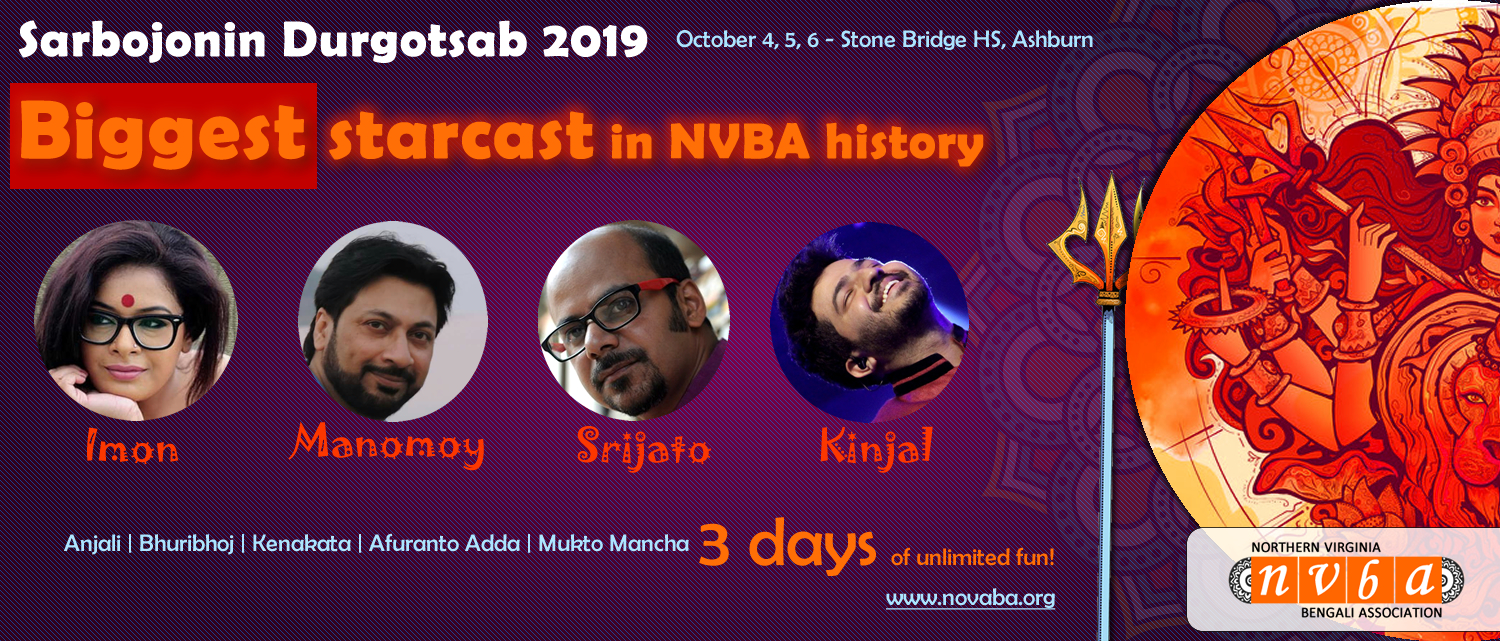 Sarbojonin Durgotsab 2019
October 4, 5, 6 - Stone Bridge HS, Ashburn
Biggest starcast in NVBA history
Imon
Manomoy
Srijato
Kinjal
Anjali | Bhuribhoj | Kenakata | Afuranto Adda | Mukto Mancha 3 days of unlimited fun!
www.novaba.org
NORTHERN VIRGINIA
nvba
BENGALI ASSOCIATION